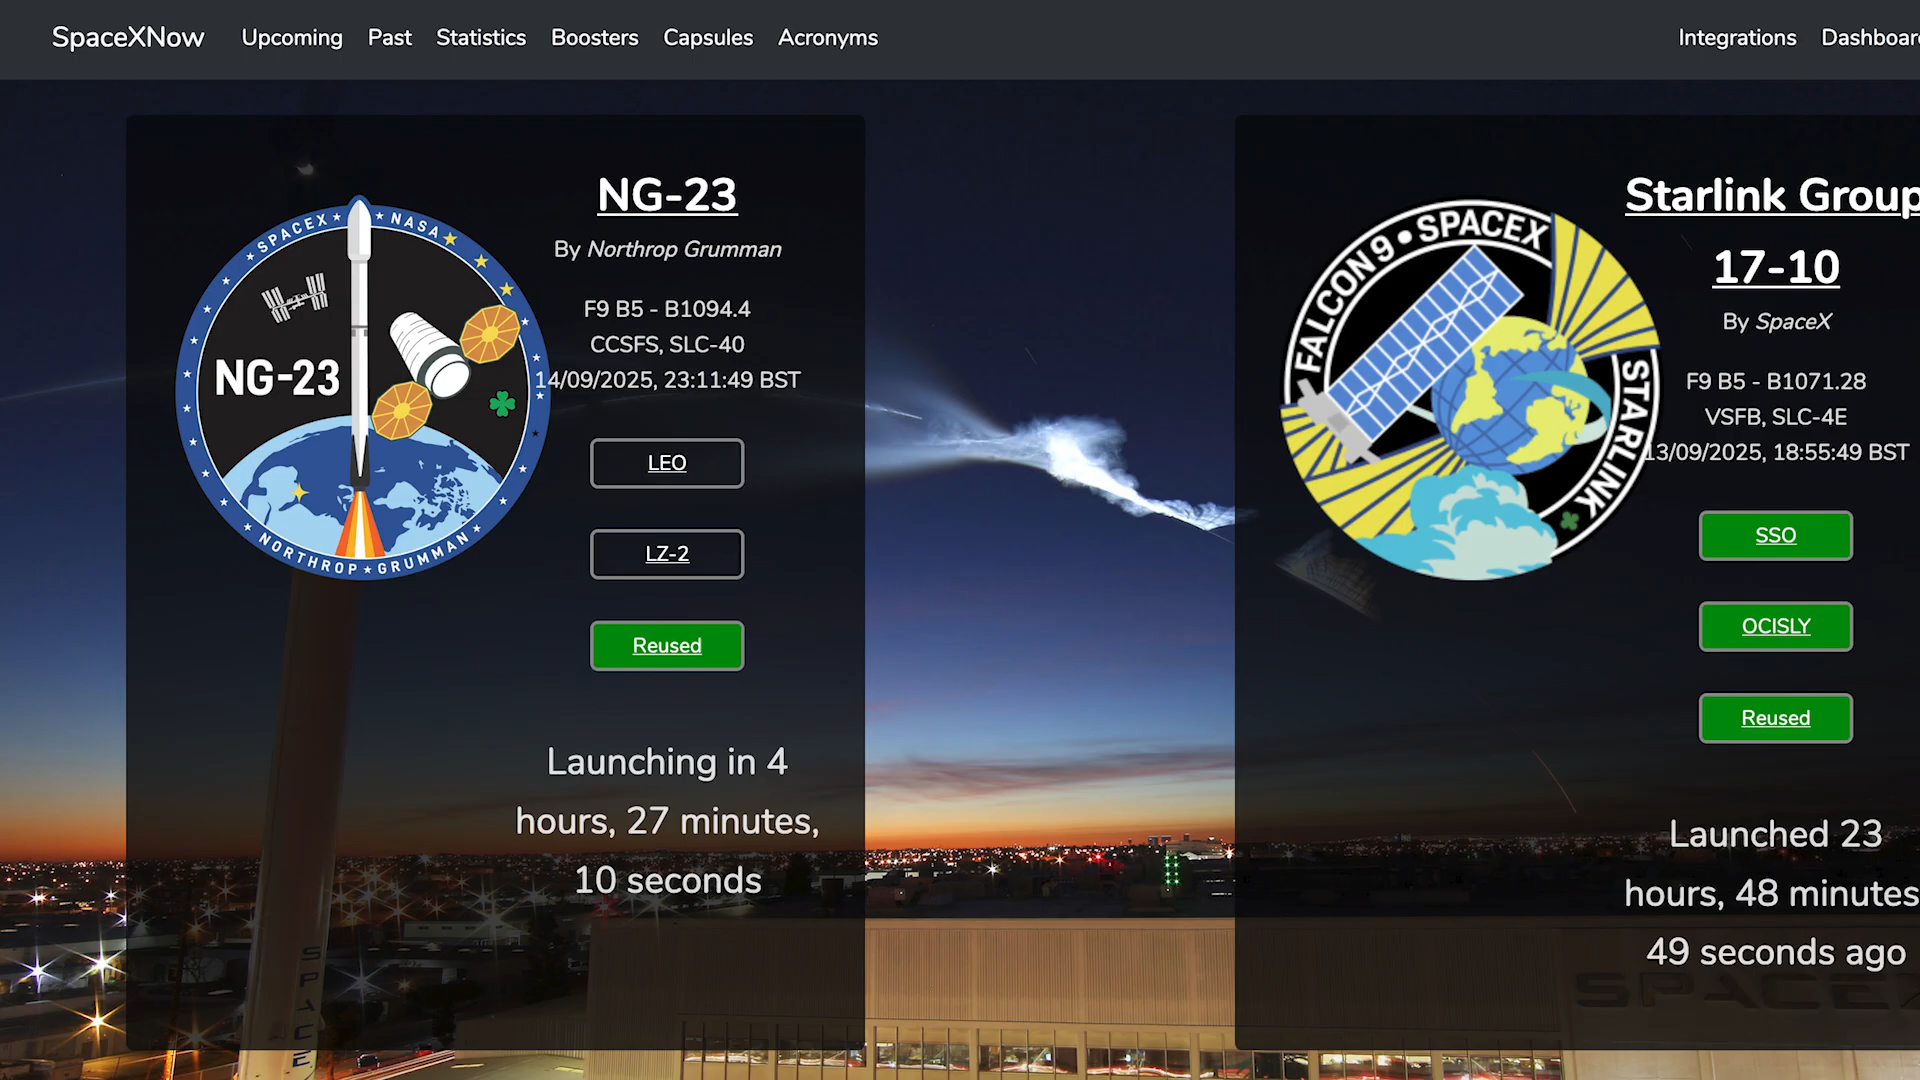 SpaceXNow Upcoming Past Statistics Boosters Capsules Acronyms Integrations Dashboar
SPACEX ★ ★ NASA
NG-23
NORTHROP ★ GRUMMAN
NG-23
By Northrop Grumman
F9 B5 - B1094.4
CCSFS, SLC-40
14/09/2025, 23:11:49 BST
LEO
LZ-2
Reused
Launching in 4
hours, 27 minutes,
10 seconds
FALCON 9 • SPACEX
STARLINK
Starlink Group
17-10
By SpaceX
F9 B5 - B1071.28
VSFB, SLC-4E
13/09/2025, 18:55:49 BST
SSO
OCISLY
Reused
Launched 23
hours, 48 minutes
49 seconds ago
SPACE
SPACEX